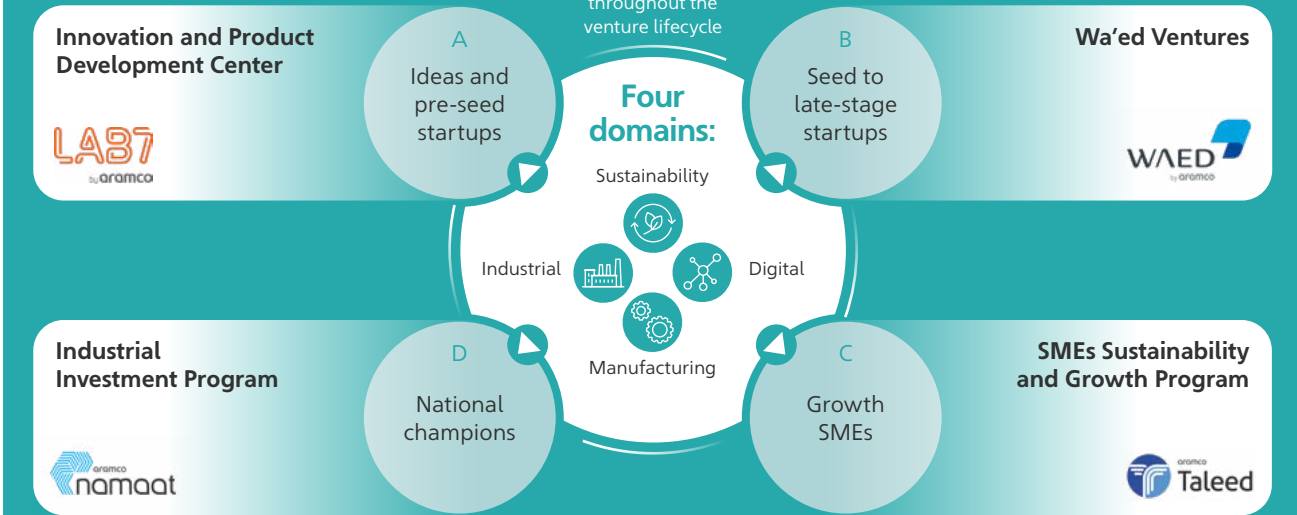 throughout the
venture lifecycle
Innovation and Product
Development Center
LAB7
by aramco
A
Ideas and
pre-seed
startups
Four
domains:
Sustainability
Industrial
Digital
Manufacturing
B
Seed to
late-stage
startups
Wa’ed Ventures
WAED
by aramco
Industrial
Investment Program
aramco
namaat
D
National
champions
C
Growth
SMEs
SMEs Sustainability
and Growth Program
aramco
Taleed